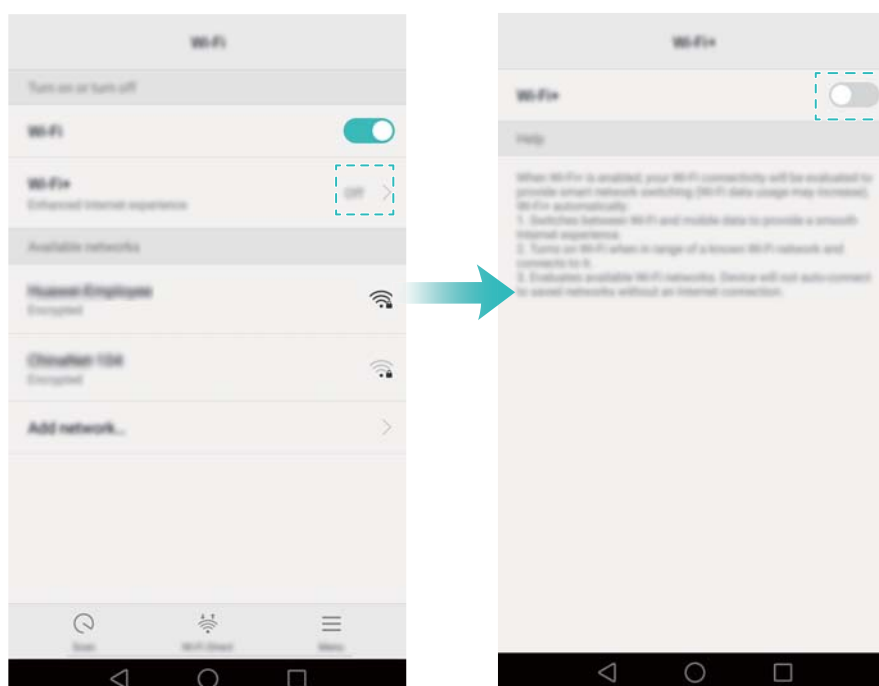 Wi-Fi
Turn on or turn off
Wi-Fi
Wi-Fi+
Off
Enhanced Internet experience
Available networks
Huawei-Employee
Encrypted
ChinaNet-104
Encrypted
Add network...
Scan
Wi-Fi Direct
Menu
Wi-Fi+
Wi-Fi+
Help
When Wi-Fi+ is enabled, your Wi-Fi connectivity will be evaluated to
provide smart network switching (Wi-Fi data usage may increase).
Wi-Fi+ automatically:
1. Switches between Wi-Fi and mobile data to provide a smooth
Internet experience.
2. Turns on Wi-Fi when in range of a known Wi-Fi network and
connects to it.
3. Evaluates available Wi-Fi networks. Device will not auto-connect
to saved networks without an Internet connection.